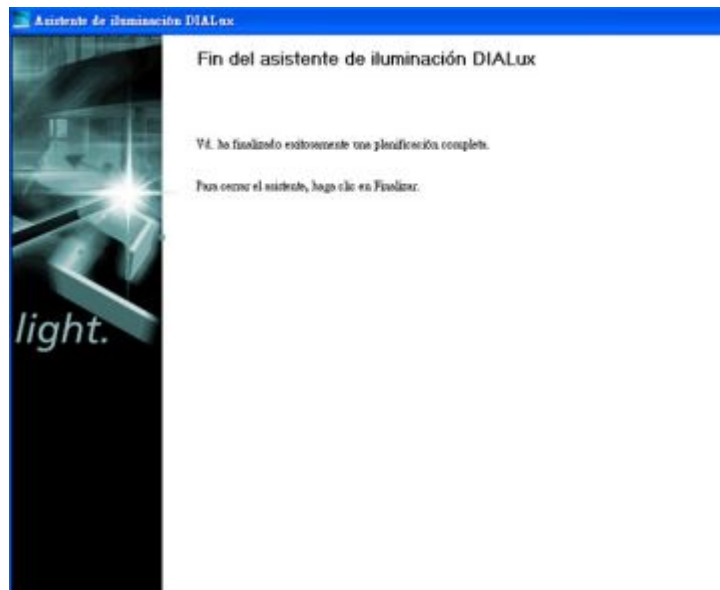 Asistente de iluminación DIALux
Fin del asistente de iluminación DIALux
Vd. ha finalizado exitosamente una planificación completa.
Para cerrar el asistente, haga clic en Finalizar.
light.